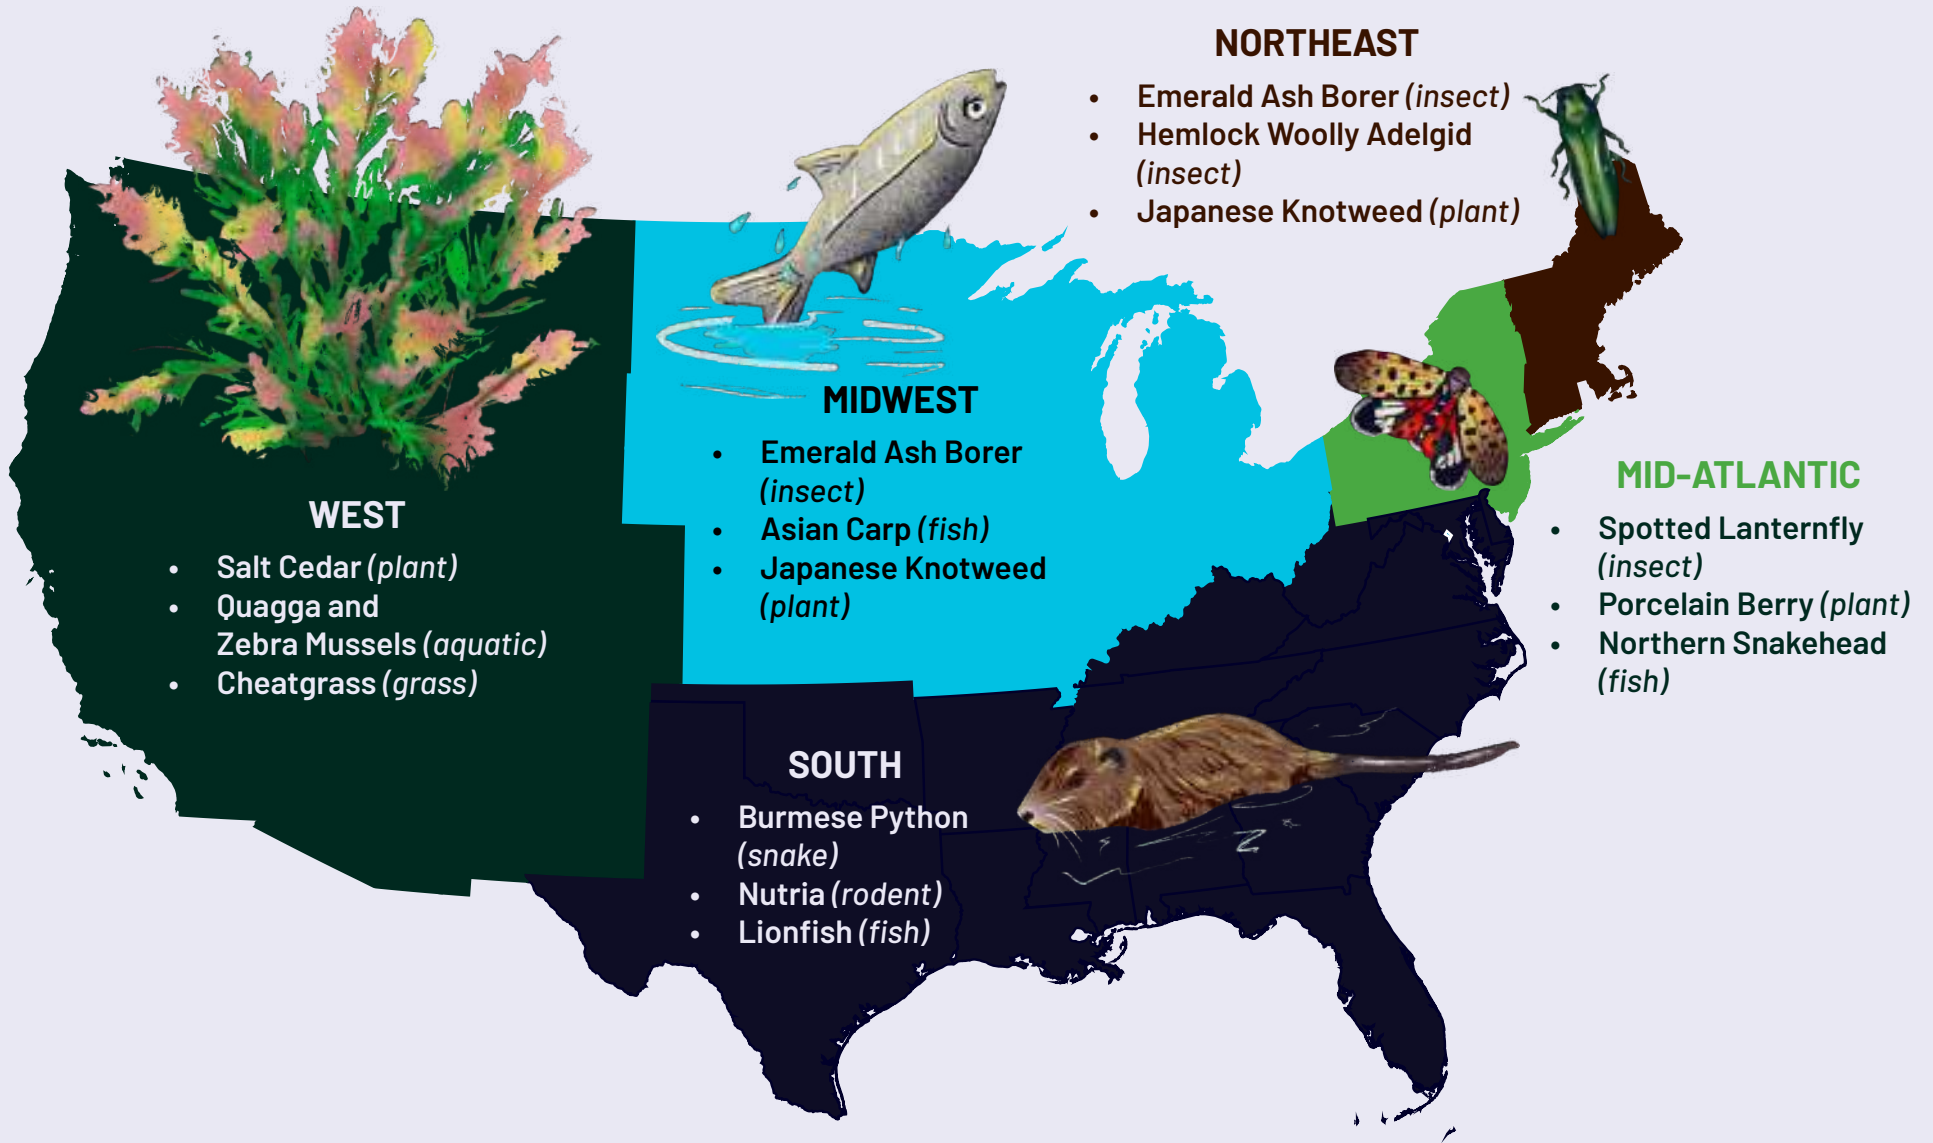 NORTHEAST
• Emerald Ash Borer (insect)
• Hemlock Woolly Adelgid
(insect)
• Japanese Knotweed (plant)
MIDWEST
• Emerald Ash Borer
(insect)
• Asian Carp (fish)
• Japanese Knotweed
(plant)
MID-ATLANTIC
• Spotted Lanternfly
(insect)
• Porcelain Berry (plant)
• Northern Snakehead
(fish)
WEST
• Salt Cedar (plant)
• Quagga and
Zebra Mussels (aquatic)
• Cheatgrass (grass)
SOUTH
• Burmese Python
(snake)
• Nutria (rodent)
• Lionfish (fish)